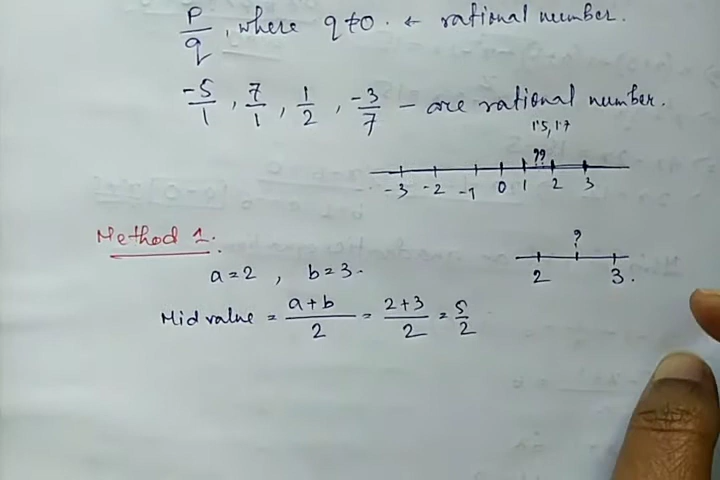 P/q, where q≠0. ← rational number.
-5/1, 7/1, 1/2, -3/7 – are rational number.
1.5, 1.7
??
-3 -2 -1 0 1 2 3
Method 1.
?
2 3.
a=2, b=3.
Mid value = a+b/2 = 2+3/2 = 5/2